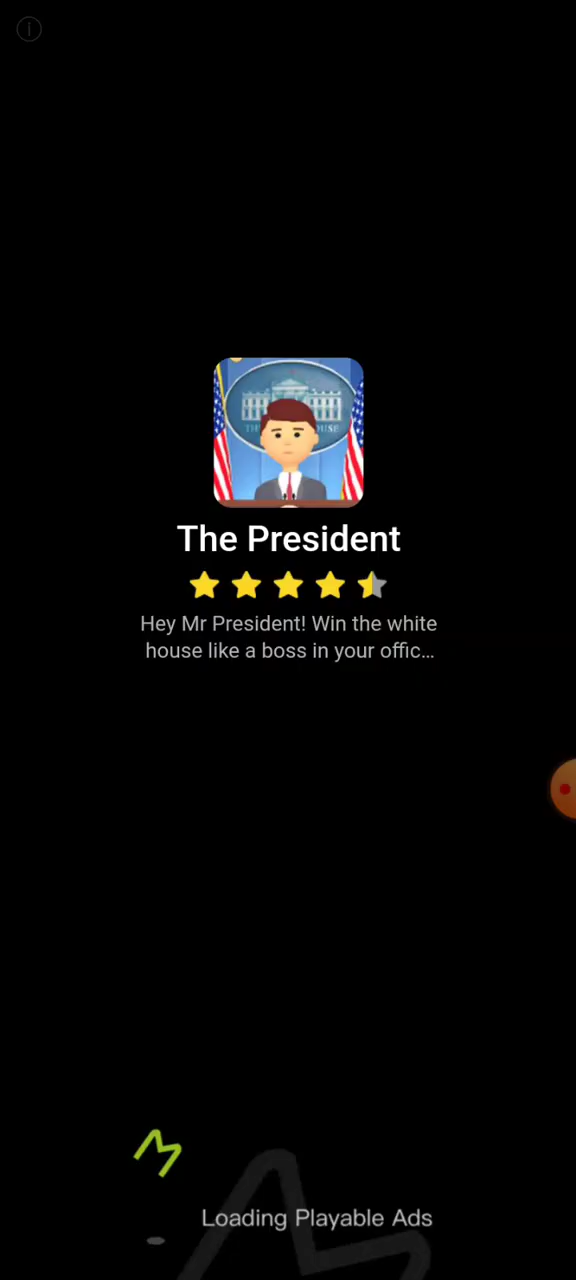 The President
Hey Mr President! Win the white
house like a boss in your offic...
Loading Playable Ads